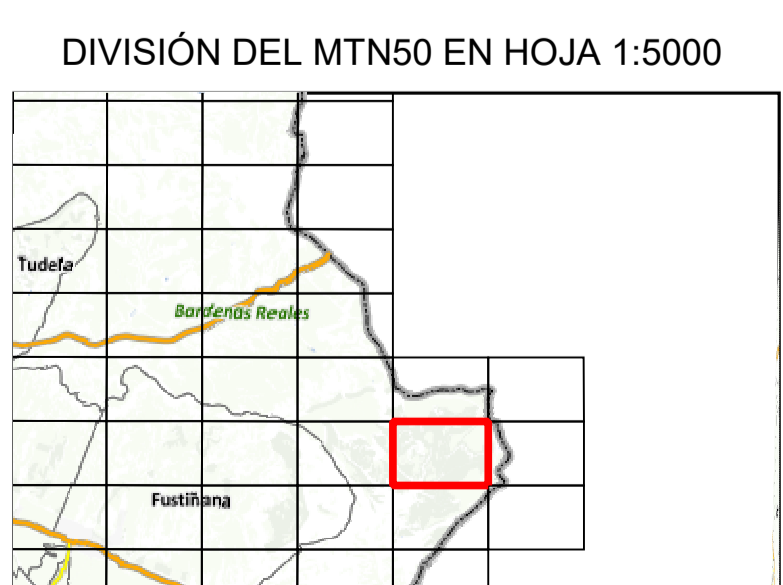 DIVISIÓN DEL MTN50 EN HOJA 1:5000
Tudela
Bardenas Reales
Fustiñana